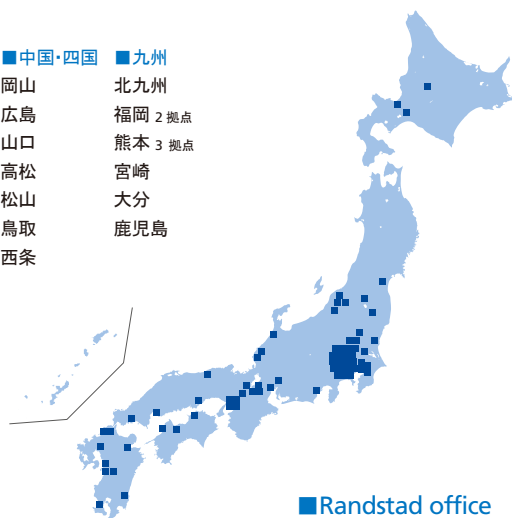 ■中国・四国
岡山
広島
山口
高松
松山
鳥取
西条
■九州
北九州
福岡 2 拠点
熊本 3 拠点
宮崎
大分
鹿児島
■Randstad office